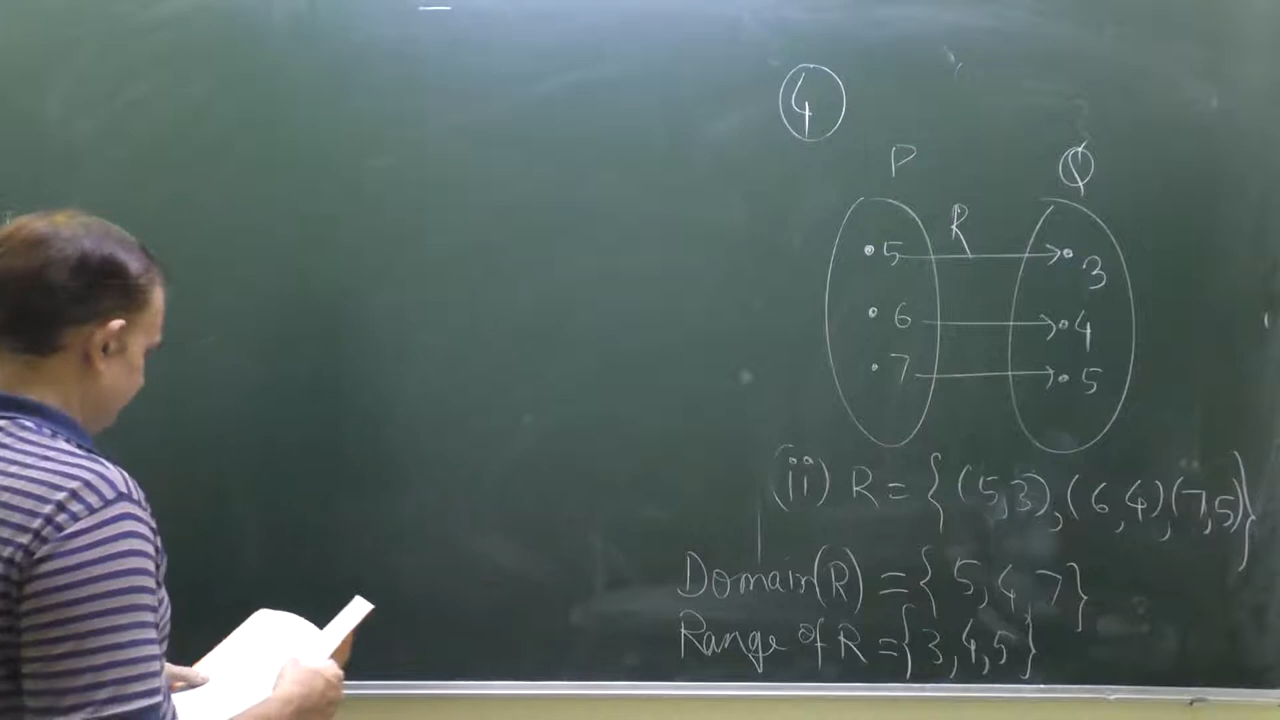 4
P Q
R
5 3
6 4
7 5
(ii) R = {(5,3),(6,4),(7,5)}
Domain(R) = {5,4,7}
Range of R = {3,4,5}